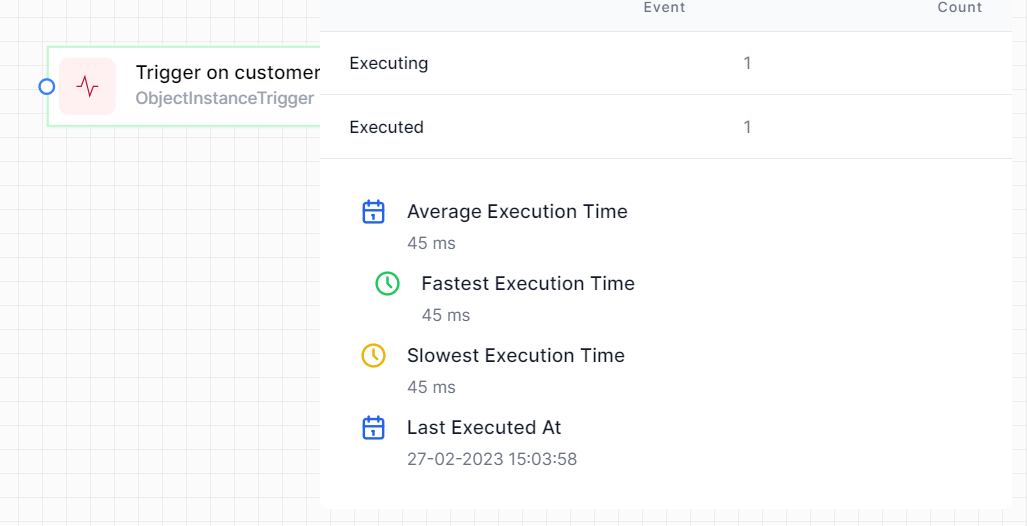 Event Count
Trigger on customer
ObjectInstanceTrigger
Executing 1
Executed 1
Average Execution Time
45 ms
Fastest Execution Time
45 ms
Slowest Execution Time
45 ms
Last Executed At
27-02-2023 15:03:58